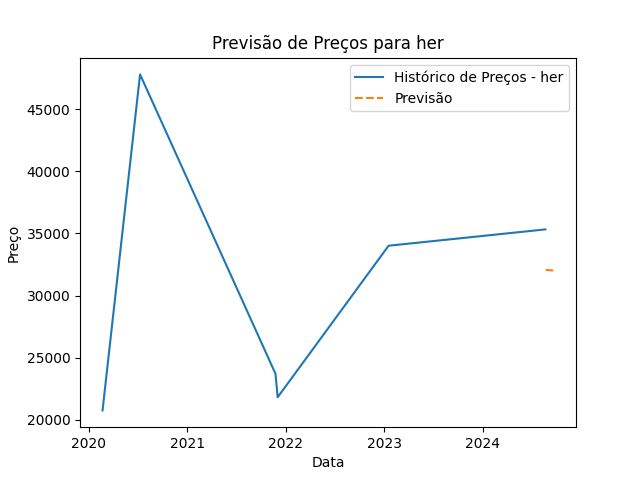 Previsão de Preços para her
Histórico de Preços - her
Previsão
45000
40000
35000
30000
25000
20000
Preço
2020
2021
2022
2023
2024
Data